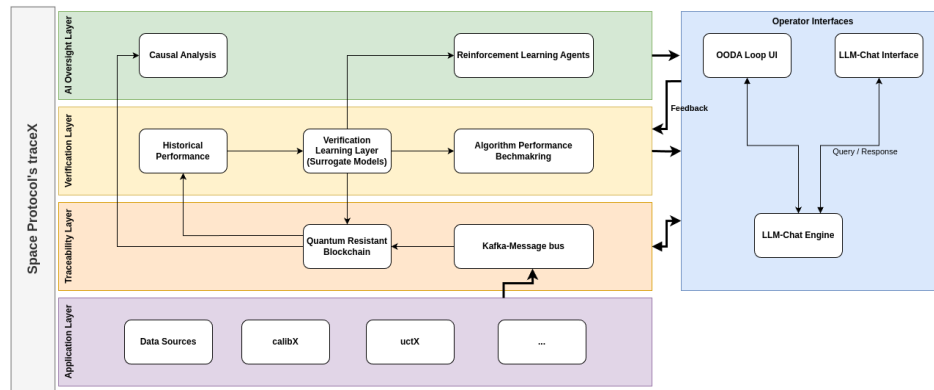 Space Protocol's traceX
AI Oversight Layer
Causal Analysis
Reinforcement Learning Agents
Verification Layer
Historical
Performance
Verification
Learning Layer
(Surrogate Models)
Algorithm Performance
Bechmakring
Traceability Layer
Quantum Resistant
Blockchain
Kafka-Message bus
Application Layer
Data Sources
calibX
uctX
...
Operator Interfaces
OODA Loop UI
LLM-Chat Interface
Feedback
Query / Response
LLM-Chat Engine